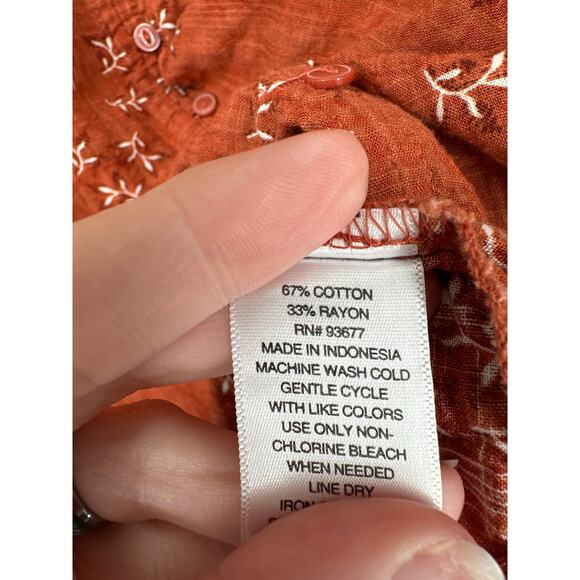 67% COTTON
33% RAYON
RN# 93677
MADE IN INDONESIA
MACHINE WASH COLD
GENTLE CYCLE
WITH LIKE COLORS
USE ONLY NON-
CHLORINE BLEACH
WHEN NEEDED
LINE DRY
IRON